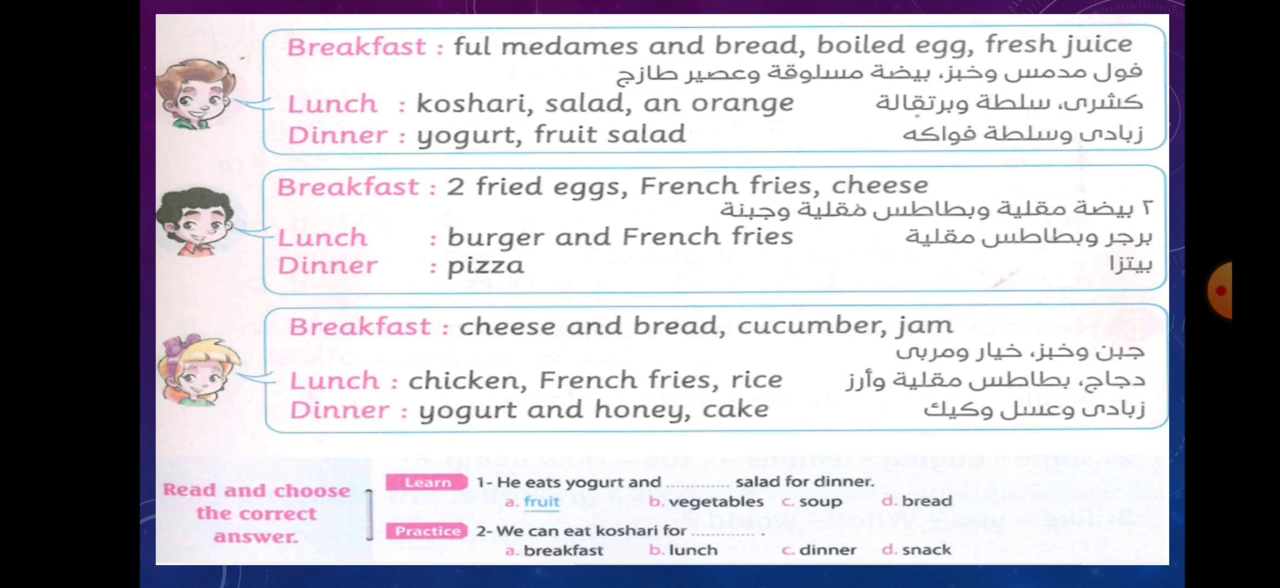 Breakfast : ful medames and bread, boiled egg, fresh juice
فول مدمس وخبز، بيضة مسلوقة وعصير طازج
Lunch : koshari, salad, an orange كشرى، سلطة وبرتقالة
Dinner : yogurt, fruit salad زبادى وسلطة فواكه
Breakfast : 2 fried eggs, French fries, cheese
٢ بيضة مقلية وبطاطس مقلية وجبنة
Lunch : burger and French fries برجر وبطاطس مقلية
Dinner : pizza بيتزا
Breakfast : cheese and bread, cucumber, jam
جبن وخبز، خيار ومربى
Lunch : chicken, French fries, rice دجاج، بطاطس مقلية وأرز
Dinner : yogurt and honey, cake زبادى وعسل وكيك
Read and choose
the correct
answer.
Learn 1- He eats yogurt and .......... salad for dinner.
a. fruit b. vegetables c. soup d. bread
Practice 2- We can eat koshari for .......... .
a. breakfast b. lunch c. dinner d. snack